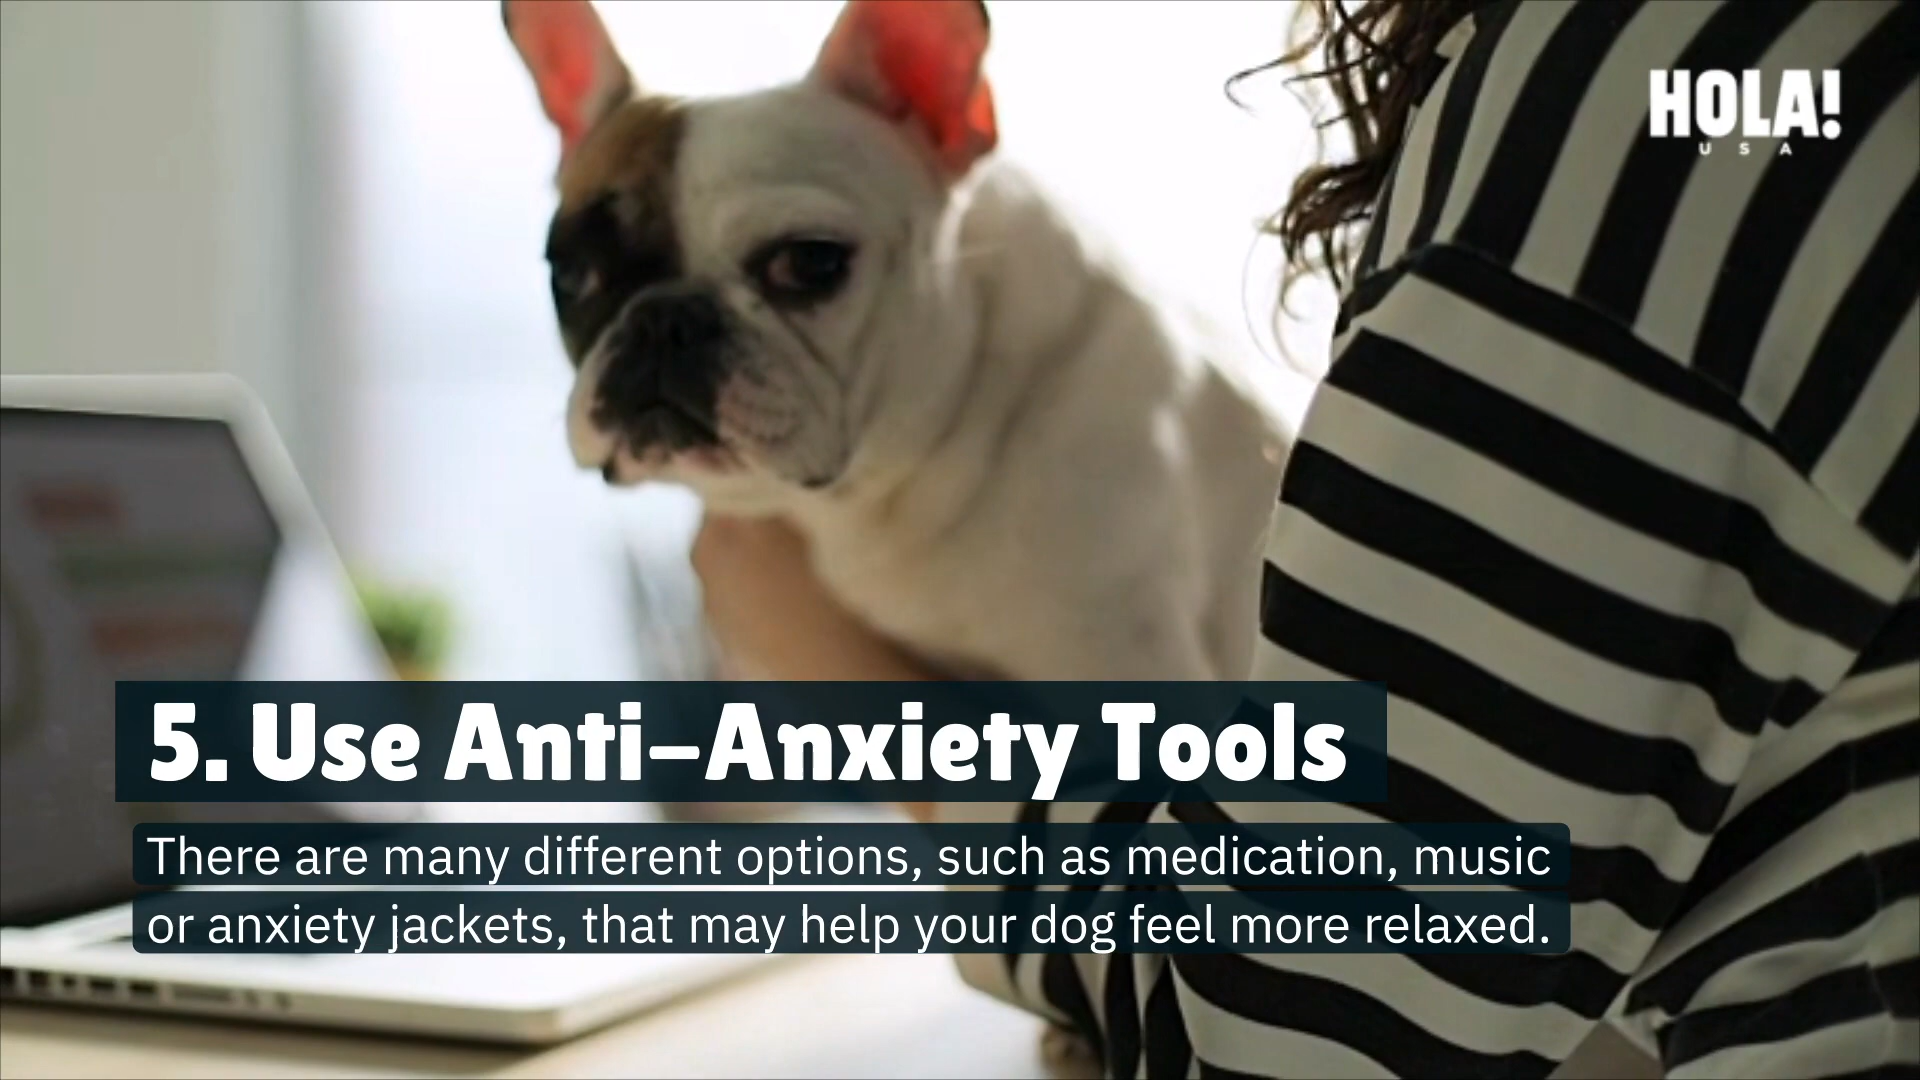 HOLA!
USA
5. Use Anti-Anxiety Tools
There are many different options, such as medication, music
or anxiety jackets, that may help your dog feel more relaxed.